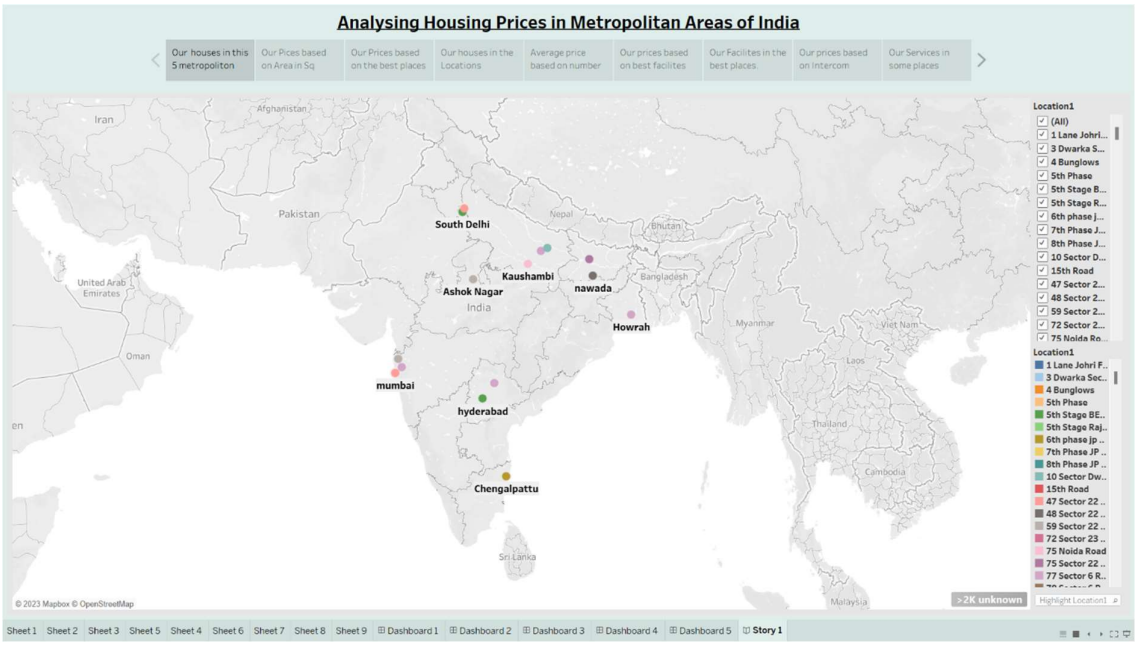 Analysing Housing Prices in Metropolitan Areas of India
Our houses in this
5 metropoliton
Our Pices based
on Area in Sq
Our Prices based
on the best places
Our houses in the
Locations
Average price
based on number
Our prices based
on best facilites
Our Facilites in the
best places.
Our prices based
on Intercom
Our Services in
some places
Afghanistan
Iran
Pakistan
Nepal
Bhutan
South Delhi
Kaushambi
nawada
Bangladesh
United Arab
Emirates
Ashok Nagar
India
Howrah
Myanmar
Viet Nam
Oman
Laos
mumbai
hyderabad
en
Thailand
Cambodia
Chengalpattu
Sri Lanka
Malaysia
© 2023 Mapbox © OpenStreetMap
>2K unknown
Location1
(All)
1 Lane Johri...
3 Dwarka S...
4 Bunglows
5th Phase
5th Stage B...
5th Stage R...
6th phase j...
7th Phase J...
8th Phase J...
10 Sector D...
15th Road
47 Sector 2...
48 Sector 2...
59 Sector 2...
72 Sector 2...
75 Noida Ro...
Location1
1 Lane Johri F..
3 Dwarka Sec..
4 Bunglows
5th Phase
5th Stage BE..
5th Stage Raj..
6th phase jp ..
7th Phase JP ..
8th Phase JP ..
10 Sector Dw..
15th Road
47 Sector 22 ..
48 Sector 22 ..
59 Sector 22 ..
72 Sector 23 ..
75 Noida Road
75 Sector 22 ..
77 Sector 6 R..
Highlight Location1
Sheet 1 Sheet 2 Sheet 3 Sheet 5 Sheet 4 Sheet 6 Sheet 7 Sheet 8 Sheet 9 Dashboard 1 Dashboard 2 Dashboard 3 Dashboard 4 Dashboard 5 Story 1